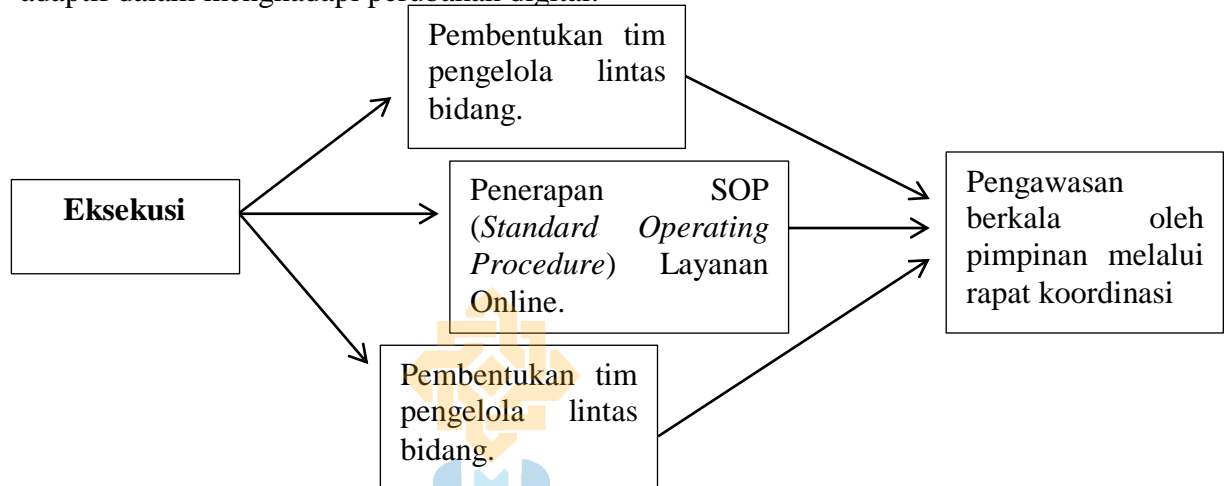 adaptif dalam menghadapi perubahan digital.
Pembentukan tim
pengelola lintas
bidang.
Eksekusi
Penerapan SOP
(Standard Operating
Procedure) Layanan
Online.
Pengawasan
berkala oleh
pimpinan melalui
rapat koordinasi
Pembentukan tim
pengelola lintas
bidang.